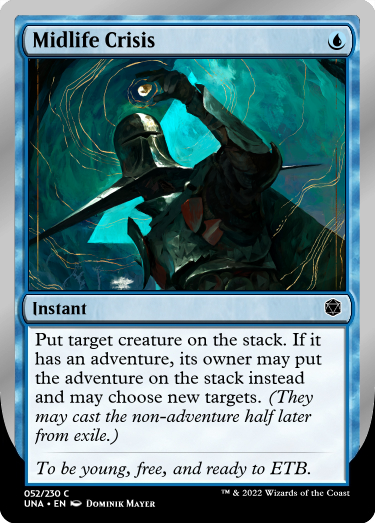 Midlife Crisis
Instant
Put target creature on the stack. If it
has an adventure, its owner may put
the adventure on the stack instead
and may choose new targets. (They
may cast the non-adventure half later
from exile.)
To be young, free, and ready to ETB.
052/230 C
UNA • EN Dominik Mayer
™ & 2022 Wizards of the Coast